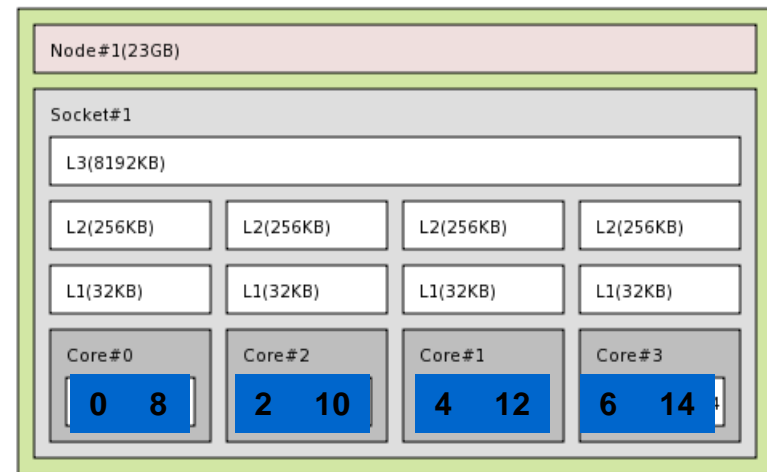 Node#1(23GB)
Socket#1
L3(8192KB)
L2(256KB) L2(256KB) L2(256KB) L2(256KB)
L1(32KB) L1(32KB) L1(32KB) L1(32KB)
Core#0 Core#2 Core#1 Core#3
0 8 2 10 4 12 6 14